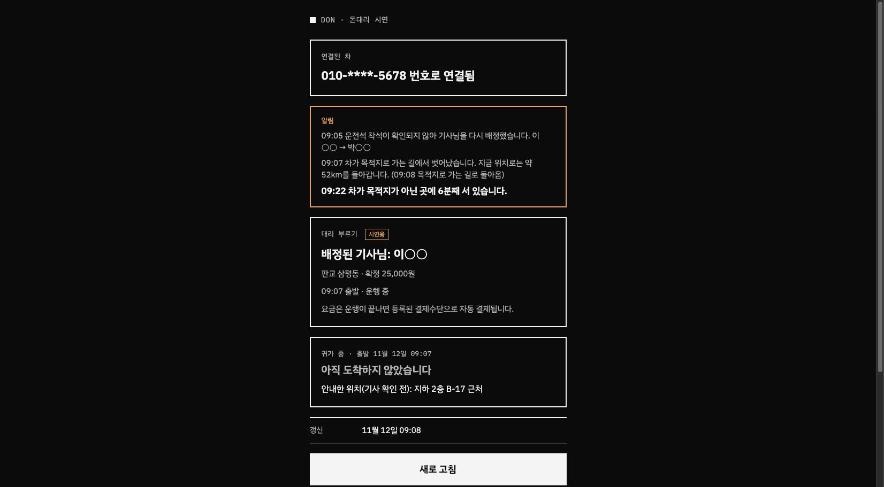 DON · 돈대리 시연
연결된 차
010-****-5678 번호로 연결됨
알림
09:05 운전석 착석이 확인되지 않아 기사님을 다시 배정했습니다. 이
○○ → 박○○
09:07 차가 목적지로 가는 길에서 벗어났습니다. 지금 위치로는 약
52km를 돌아갑니다. (09:08 목적지로 가는 길로 돌아옴)
09:22 차가 목적지가 아닌 곳에 6분째 서 있습니다.
대리 부르기 시연용
배정된 기사님: 이○○
판교 삼평동 · 확정 25,000원
09:07 출발 · 운행 중
요금은 운행이 끝나면 등록된 결제수단으로 자동 결제됩니다.
귀가 중 · 출발 11월 12일 09:07
아직 도착하지 않았습니다
안내한 위치(기사 확인 전): 지하 2층 B-17 근처
갱신 11월 12일 09:08
새로 고침